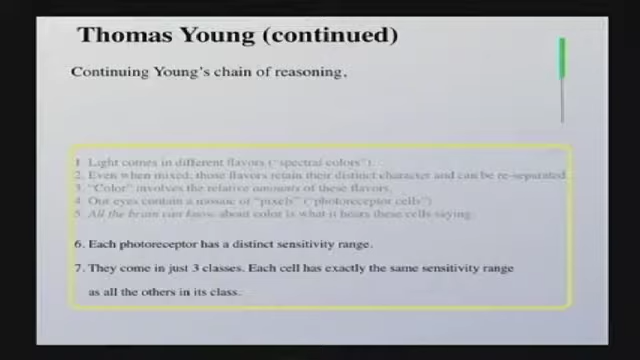 Thomas Young (continued)
Continuing Young's chain of reasoning,
1. Light comes in different flavors ("spectral colors").
2. Even when mixed, those flavors retain their distinct character and can be re-separated
3. "Color" involves the relative amounts of these flavors.
4. Our eyes contain a mosaic of "pixels" ("photoreceptor cells")
5. All the brain can know about color is what it hears these cells saying.
6. Each photoreceptor has a distinct sensitivity range.
7. They come in just 3 classes. Each cell has exactly the same sensitivity range
as all the others in its class.